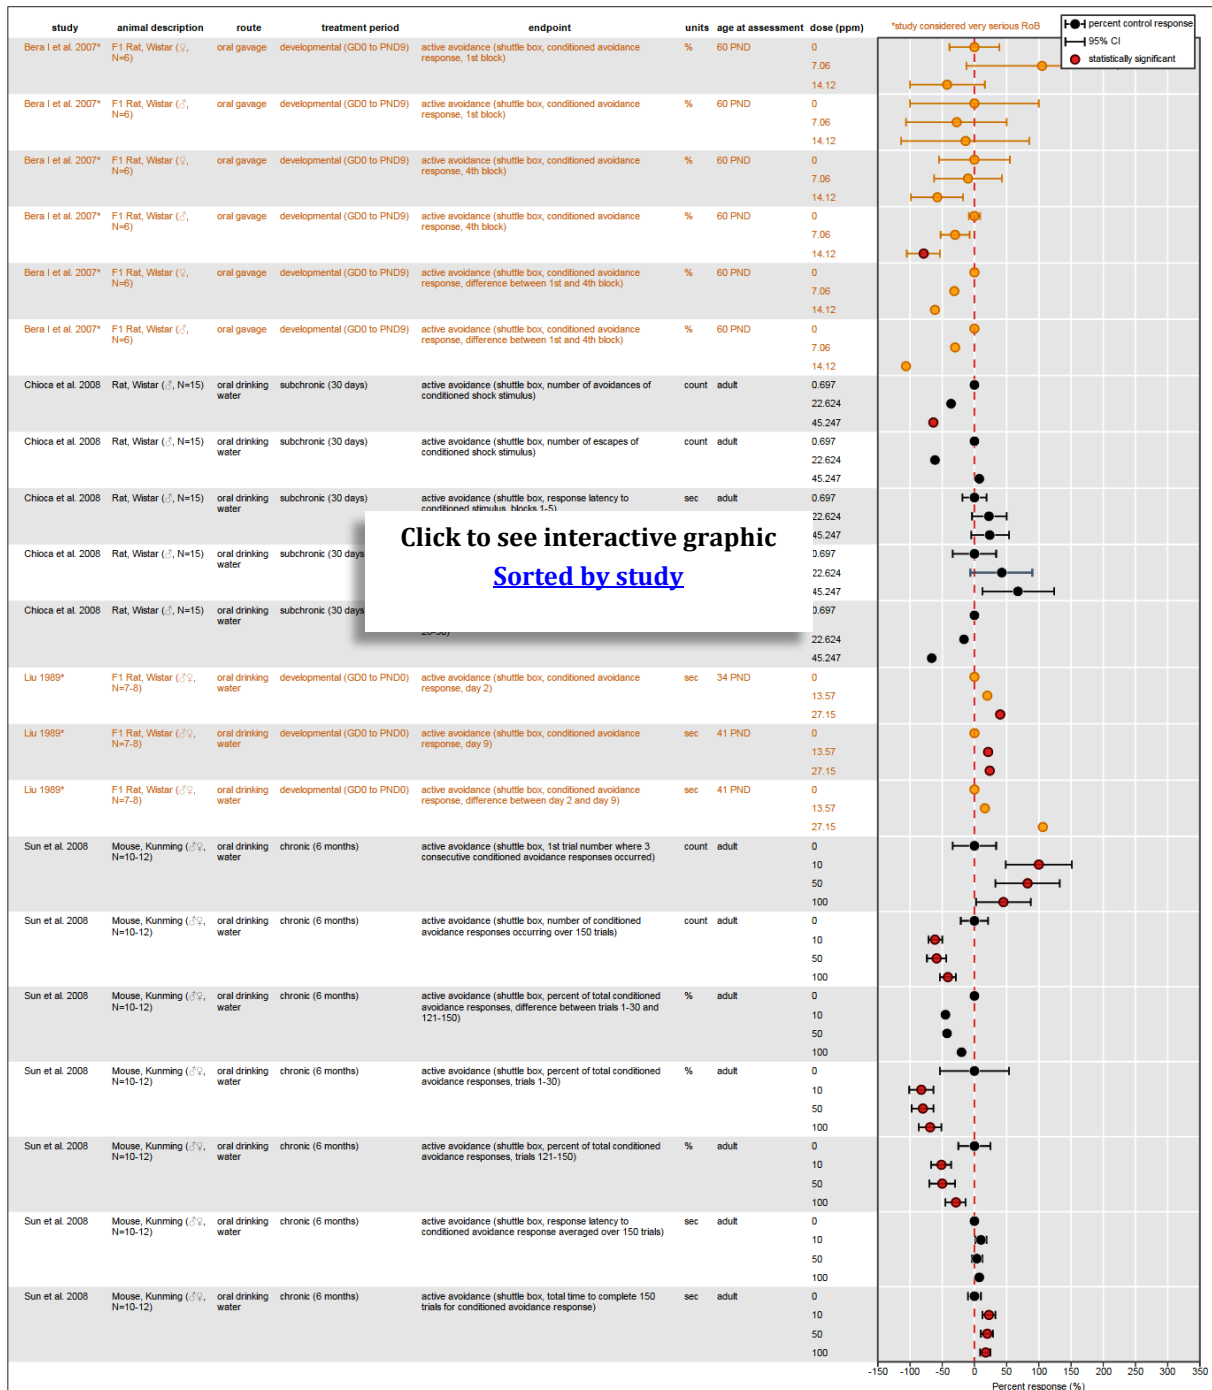 study animal description route treatment period endpoint units age at assessment dose (ppm)
*study considered very serious RoB
percent control response
95% CI
statistically significant
Bera I et al. 2007* F1 Rat, Wistar (♀, oral gavage developmental (GD0 to PND9) active avoidance (shuttle box, conditioned avoidance % 60 PND 0
N=6) response, 1st block)
7.06
14.12
Bera I et al. 2007* F1 Rat, Wistar (♂, oral gavage developmental (GD0 to PND9) active avoidance (shuttle box, conditioned avoidance % 60 PND 0
N=6) response, 1st block)
7.06
14.12
Bera I et al. 2007* F1 Rat, Wistar (♀, oral gavage developmental (GD0 to PND9) active avoidance (shuttle box, conditioned avoidance % 60 PND 0
N=6) response, 4th block)
7.06
14.12
Bera I et al. 2007* F1 Rat, Wistar (♂, oral gavage developmental (GD0 to PND9) active avoidance (shuttle box, conditioned avoidance % 60 PND 0
N=6) response, 4th block)
7.06
14.12
Bera I et al. 2007* F1 Rat, Wistar (♀, oral gavage developmental (GD0 to PND9) active avoidance (shuttle box, conditioned avoidance % 60 PND 0
N=6) response, difference between 1st and 4th block)
7.06
14.12
Bera I et al. 2007* F1 Rat, Wistar (♂, oral gavage developmental (GD0 to PND9) active avoidance (shuttle box, conditioned avoidance % 60 PND 0
N=6) response, difference between 1st and 4th block)
7.06
14.12
Chioca et al. 2008 Rat, Wistar (♂, N=15) oral drinking subchronic (30 days) active avoidance (shuttle box, number of avoidances of count adult 0.697
water conditioned shock stimulus)
22.624
45.247
Chioca et al. 2008 Rat, Wistar (♂, N=15) oral drinking subchronic (30 days) active avoidance (shuttle box, number of escapes of count adult 0.697
water conditioned shock stimulus)
22.624
45.247
Chioca et al. 2008 Rat, Wistar (♂, N=15) oral drinking subchronic (30 days) active avoidance (shuttle box, response latency to sec adult 0.697
water conditioned stimulus, blocks 1-5)
22.624
45.247
Click to see interactive graphic
Sorted by study
Chioca et al. 2008 Rat, Wistar (♂, N=15) oral drinking subchronic (30 days 0.697
water
22.624
45.247
Chioca et al. 2008 Rat, Wistar (♂, N=15) oral drinking subchronic (30 days 0.697
water
22.624
45.247
Liu 1989* F1 Rat, Wistar (♂♀, oral drinking developmental (GD0 to PND0) active avoidance (shuttle box, conditioned avoidance sec 34 PND 0
N=7-8) water response, day 2)
13.57
27.15
Liu 1989* F1 Rat, Wistar (♂♀, oral drinking developmental (GD0 to PND0) active avoidance (shuttle box, conditioned avoidance sec 41 PND 0
N=7-8) water response, day 9)
13.57
27.15
Liu 1989* F1 Rat, Wistar (♂♀, oral drinking developmental (GD0 to PND0) active avoidance (shuttle box, conditioned avoidance sec 41 PND 0
N=7-8) water response, difference between day 2 and day 9)
13.57
27.15
Sun et al. 2008 Mouse, Kunming (♂♀, oral drinking chronic (6 months) active avoidance (shuttle box, 1st trial number where 3 count adult 0
N=10-12) water consecutive conditioned avoidance responses occurred)
10
50
100
Sun et al. 2008 Mouse, Kunming (♂♀, oral drinking chronic (6 months) active avoidance (shuttle box, number of conditioned count adult 0
N=10-12) water avoidance responses occurring over 150 trials)
10
50
100
Sun et al. 2008 Mouse, Kunming (♂♀, oral drinking chronic (6 months) active avoidance (shuttle box, percent of total conditioned % adult 0
N=10-12) water avoidance responses, difference between trials 1-30 and
121-150)
10
50
100
Sun et al. 2008 Mouse, Kunming (♂♀, oral drinking chronic (6 months) active avoidance (shuttle box, percent of total conditioned % adult 0
N=10-12) water avoidance responses, trials 1-30)
10
50
100
Sun et al. 2008 Mouse, Kunming (♂♀, oral drinking chronic (6 months) active avoidance (shuttle box, percent of total conditioned % adult 0
N=10-12) water avoidance responses, trials 121-150)
10
50
100
Sun et al. 2008 Mouse, Kunming (♂♀, oral drinking chronic (6 months) active avoidance (shuttle box, response latency to sec adult 0
N=10-12) water conditioned avoidance response averaged over 150 trials)
10
50
100
Sun et al. 2008 Mouse, Kunming (♂♀, oral drinking chronic (6 months) active avoidance (shuttle box, total time to complete 150 sec adult 0
N=10-12) water trials for conditioned avoidance response)
10
50
100
-150 -100 -50 0 50 100 150 200 250 300 350
Percent response (%)